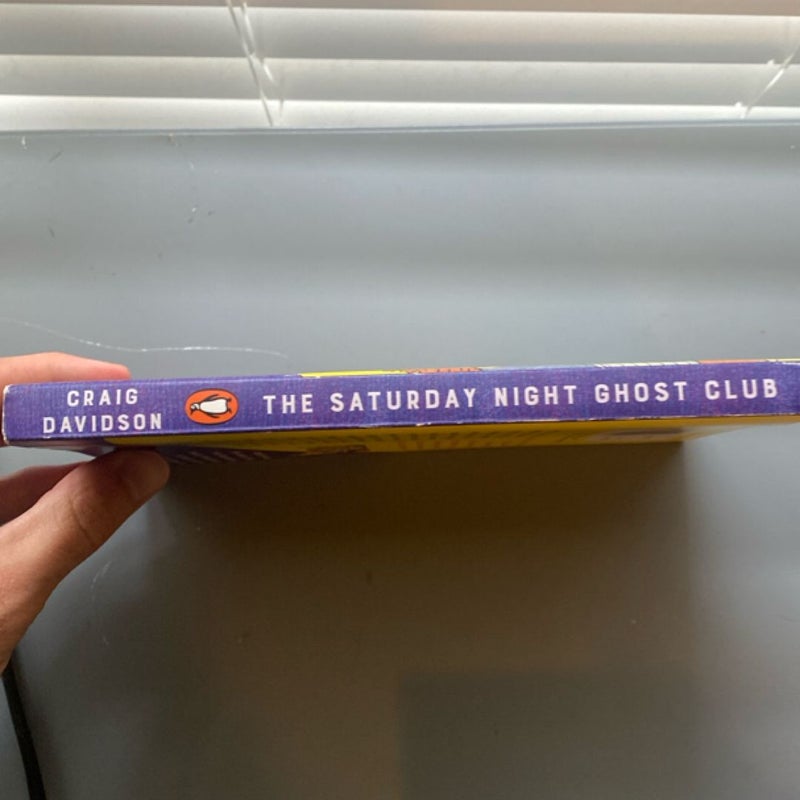 CRAIG
DAVIDSON
THE SATURDAY NIGHT GHOST CLUB